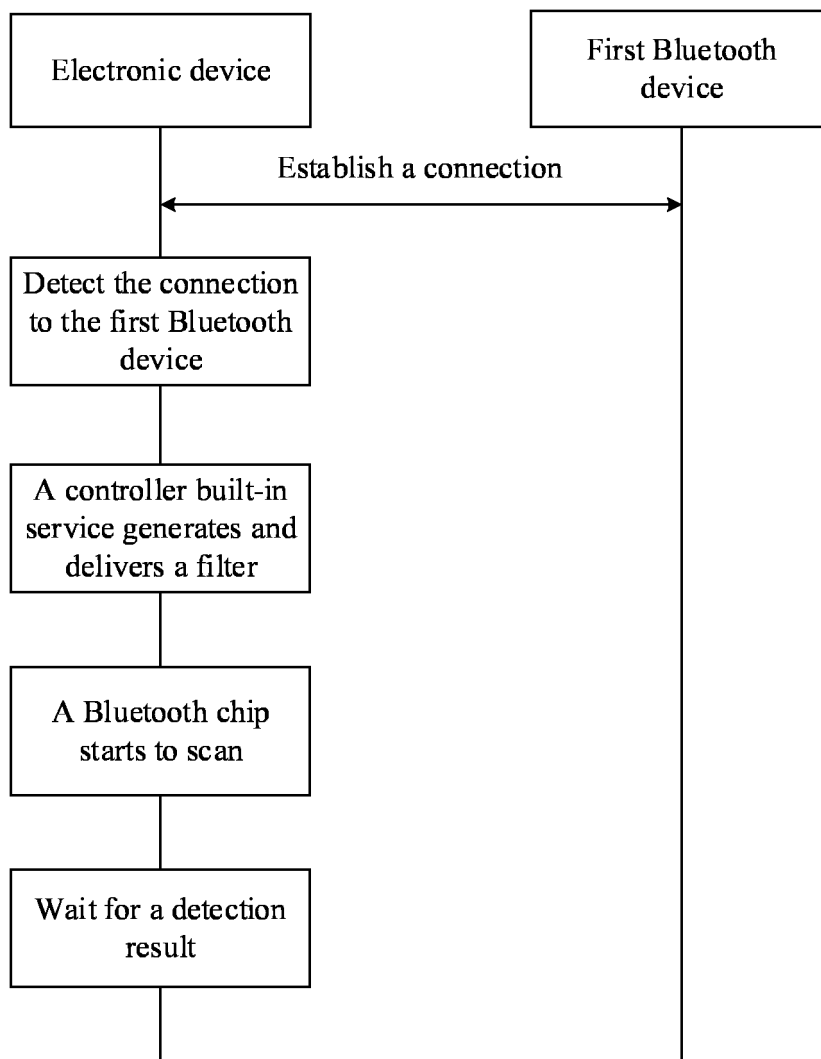 Electronic device
First Bluetooth
device
Establish a connection
Detect the connection
to the first Bluetooth
device
A controller built-in
service generates and
delivers a filter
A Bluetooth chip
starts to scan
Wait for a detection
result